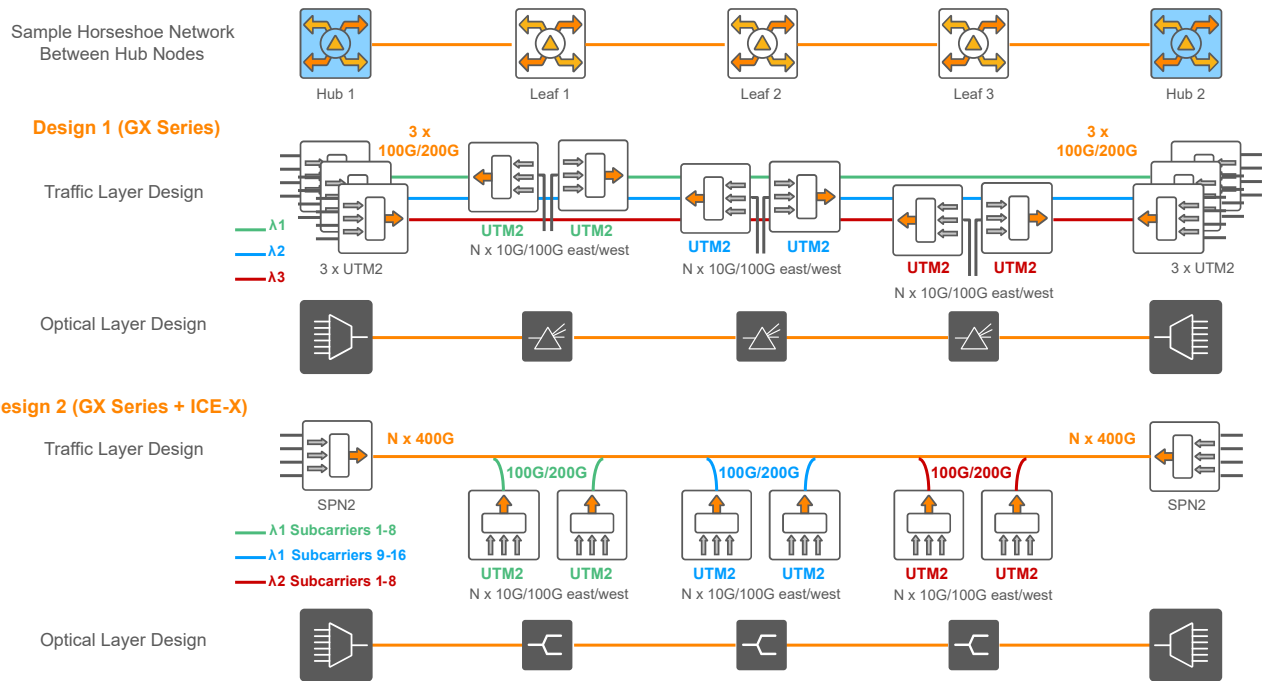 Sample Horseshoe Network
Between Hub Nodes
Hub 1
Leaf 1
Leaf 2
Leaf 3
Hub 2
Design 1 (GX Series)
3 x
100G/200G
3 x
100G/200G
Traffic Layer Design
λ1
λ2
λ3
3 x UTM2
UTM2
UTM2
N x 10G/100G east/west
UTM2
UTM2
N x 10G/100G east/west
UTM2
UTM2
N x 10G/100G east/west
3 x UTM2
Optical Layer Design
esign 2 (GX Series + ICE-X)
Traffic Layer Design
N x 400G
N x 400G
100G/200G
100G/200G
100G/200G
SPN2
SPN2
λ1 Subcarriers 1-8
λ1 Subcarriers 9-16
λ2 Subcarriers 1-8
UTM2
UTM2
UTM2
UTM2
UTM2
UTM2
N x 10G/100G east/west
N x 10G/100G east/west
N x 10G/100G east/west
Optical Layer Design